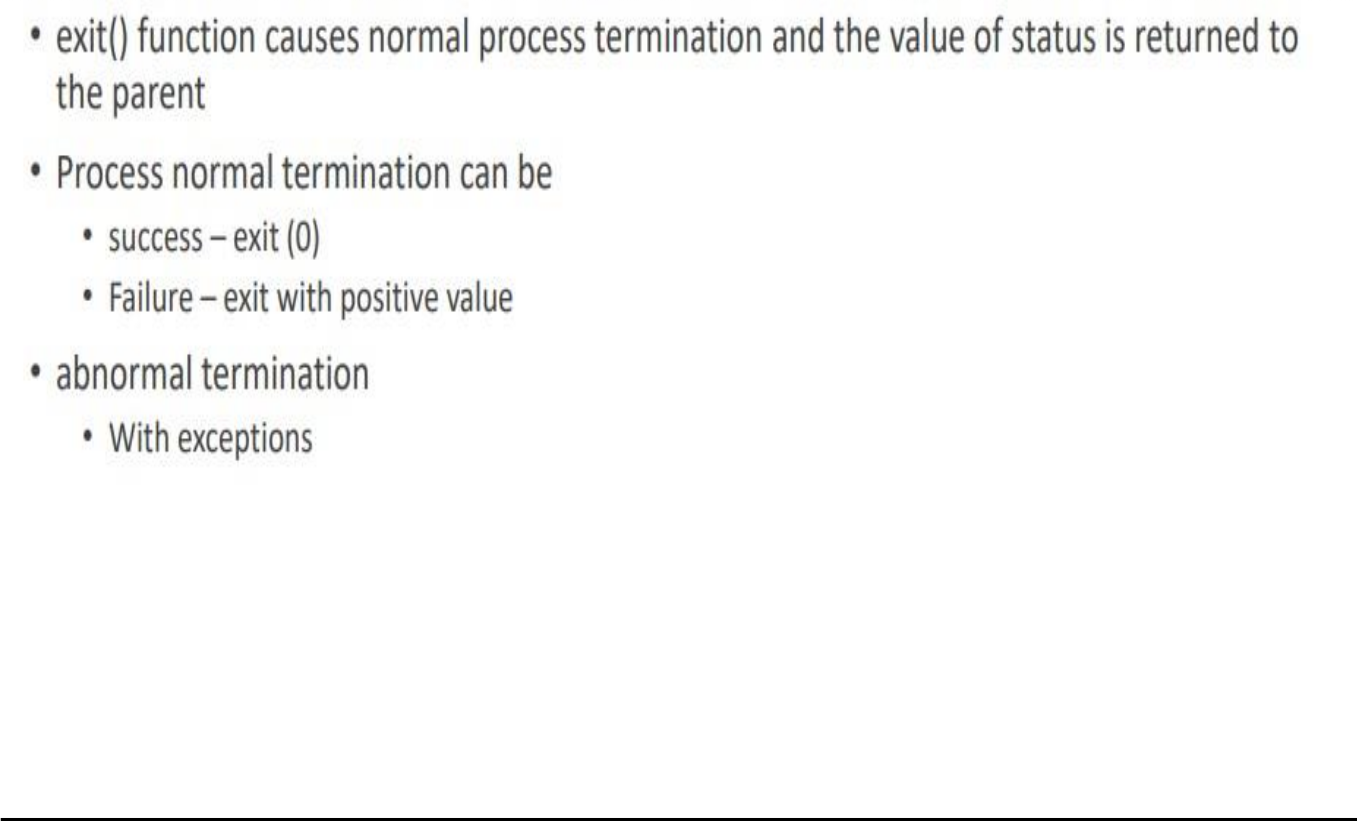 • exit() function causes normal process termination and the value of status is returned to
the parent
• Process normal termination can be
• success – exit (0)
• Failure – exit with positive value
• abnormal termination
• With exceptions